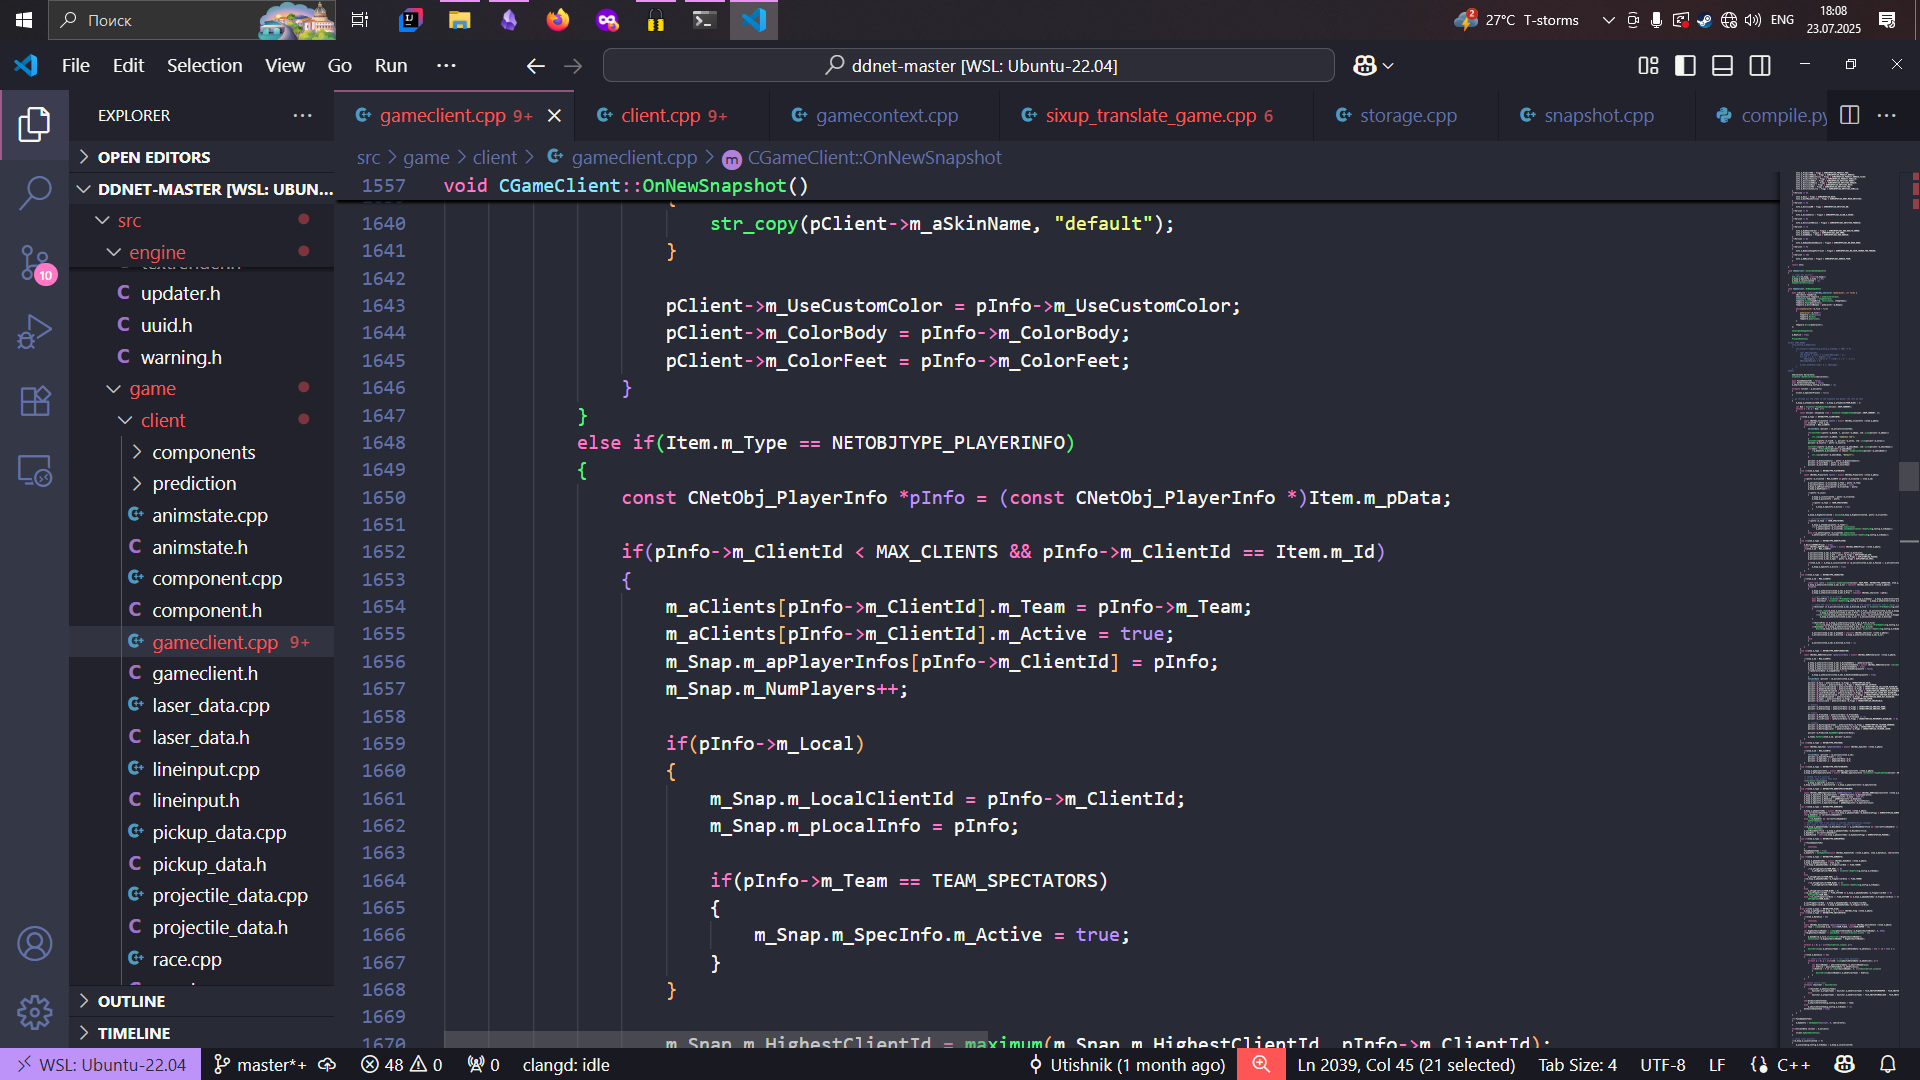 Поиск
27°C T-storms
ENG
18:08
23.07.2025
File Edit Selection View Go Run ···
ddnet-master [WSL: Ubuntu-22.04]
EXPLORER
gameclient.cpp 9+
client.cpp 9+
gamecontext.cpp
sixup_translate_game.cpp 6
storage.cpp
snapshot.cpp
compile.py
src > game > client > gameclient.cpp > CGameClient::OnNewSnapshot
OPEN EDITORS
DDNET-MASTER [WSL: UBUN...
src
engine
updater.h
uuid.h
warning.h
game
client
components
prediction
animstate.cpp
animstate.h
component.cpp
component.h
gameclient.cpp 9+
gameclient.h
laser_data.cpp
laser_data.h
lineinput.cpp
lineinput.h
pickup_data.cpp
pickup_data.h
projectile_data.cpp
projectile_data.h
race.cpp
OUTLINE
TIMELINE
10
1557 void CGameClient::OnNewSnapshot()
1640 str_copy(pClient->m_aSkinName, "default");
1641 }
1642
1643 pClient->m_UseCustomColor = pInfo->m_UseCustomColor;
1644 pClient->m_ColorBody = pInfo->m_ColorBody;
1645 pClient->m_ColorFeet = pInfo->m_ColorFeet;
1646 }
1647 }
1648 else if(Item.m_Type == NETOBJTYPE_PLAYERINFO)
1649 {
1650 const CNetObj_PlayerInfo *pInfo = (const CNetObj_PlayerInfo *)Item.m_pData;
1651
1652 if(pInfo->m_ClientId < MAX_CLIENTS && pInfo->m_ClientId == Item.m_Id)
1653 {
1654 m_aClients[pInfo->m_ClientId].m_Team = pInfo->m_Team;
1655 m_aClients[pInfo->m_ClientId].m_Active = true;
1656 m_Snap.m_apPlayerInfos[pInfo->m_ClientId] = pInfo;
1657 m_Snap.m_NumPlayers++;
1658
1659 if(pInfo->m_Local)
1660 {
1661 m_Snap.m_LocalClientId = pInfo->m_ClientId;
1662 m_Snap.m_pLocalInfo = pInfo;
1663
1664 if(pInfo->m_Team == TEAM_SPECTATORS)
1665 {
1666 m_Snap.m_SpecInfo.m_Active = true;
1667 }
1668 }
1669
1670 m_Snap.m_HighestClientId = maximum(m_Snap.m_HighestClientId, pInfo->m_ClientId);
WSL: Ubuntu-22.04
master*+
48 0
0
clangd: idle
Utishnik (1 month ago)
Ln 2039, Col 45 (21 selected)
Tab Size: 4
UTF-8
LF
{} C++